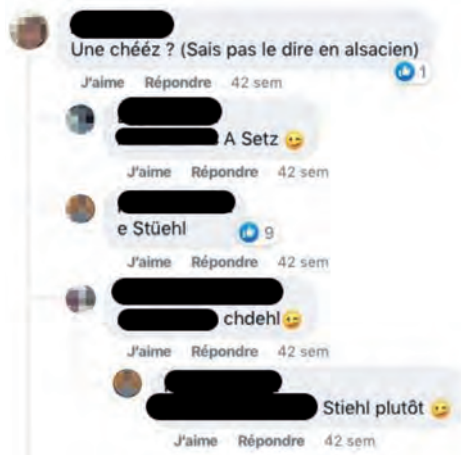 Une chééz ? (Sais pas le dire en alsacien)
1
J'aime Répondre 42 sem
A Setz 😜
J'aime Répondre 42 sem
e Stüehl
9
J'aime Répondre 42 sem
chdehl 😜
J'aime Répondre 42 sem
Stiehl plutôt 😜
J'aime Répondre 42 sem